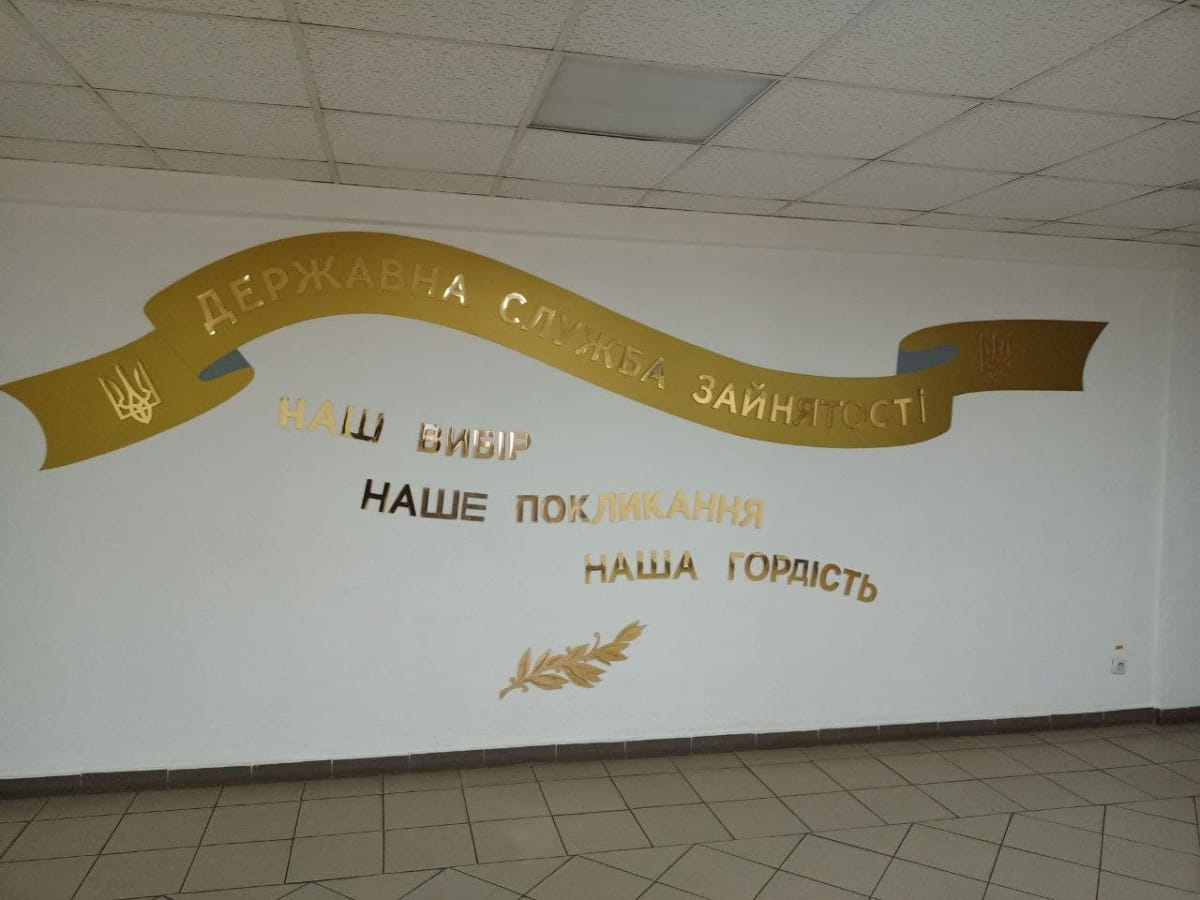 ДЕРЖАВНА СЛУЖБА ЗАЙНЯТОСТІ
НАШ ВИБІР
НАШЕ ПОКЛИКАННЯ
НАША ГОРДІСТЬ